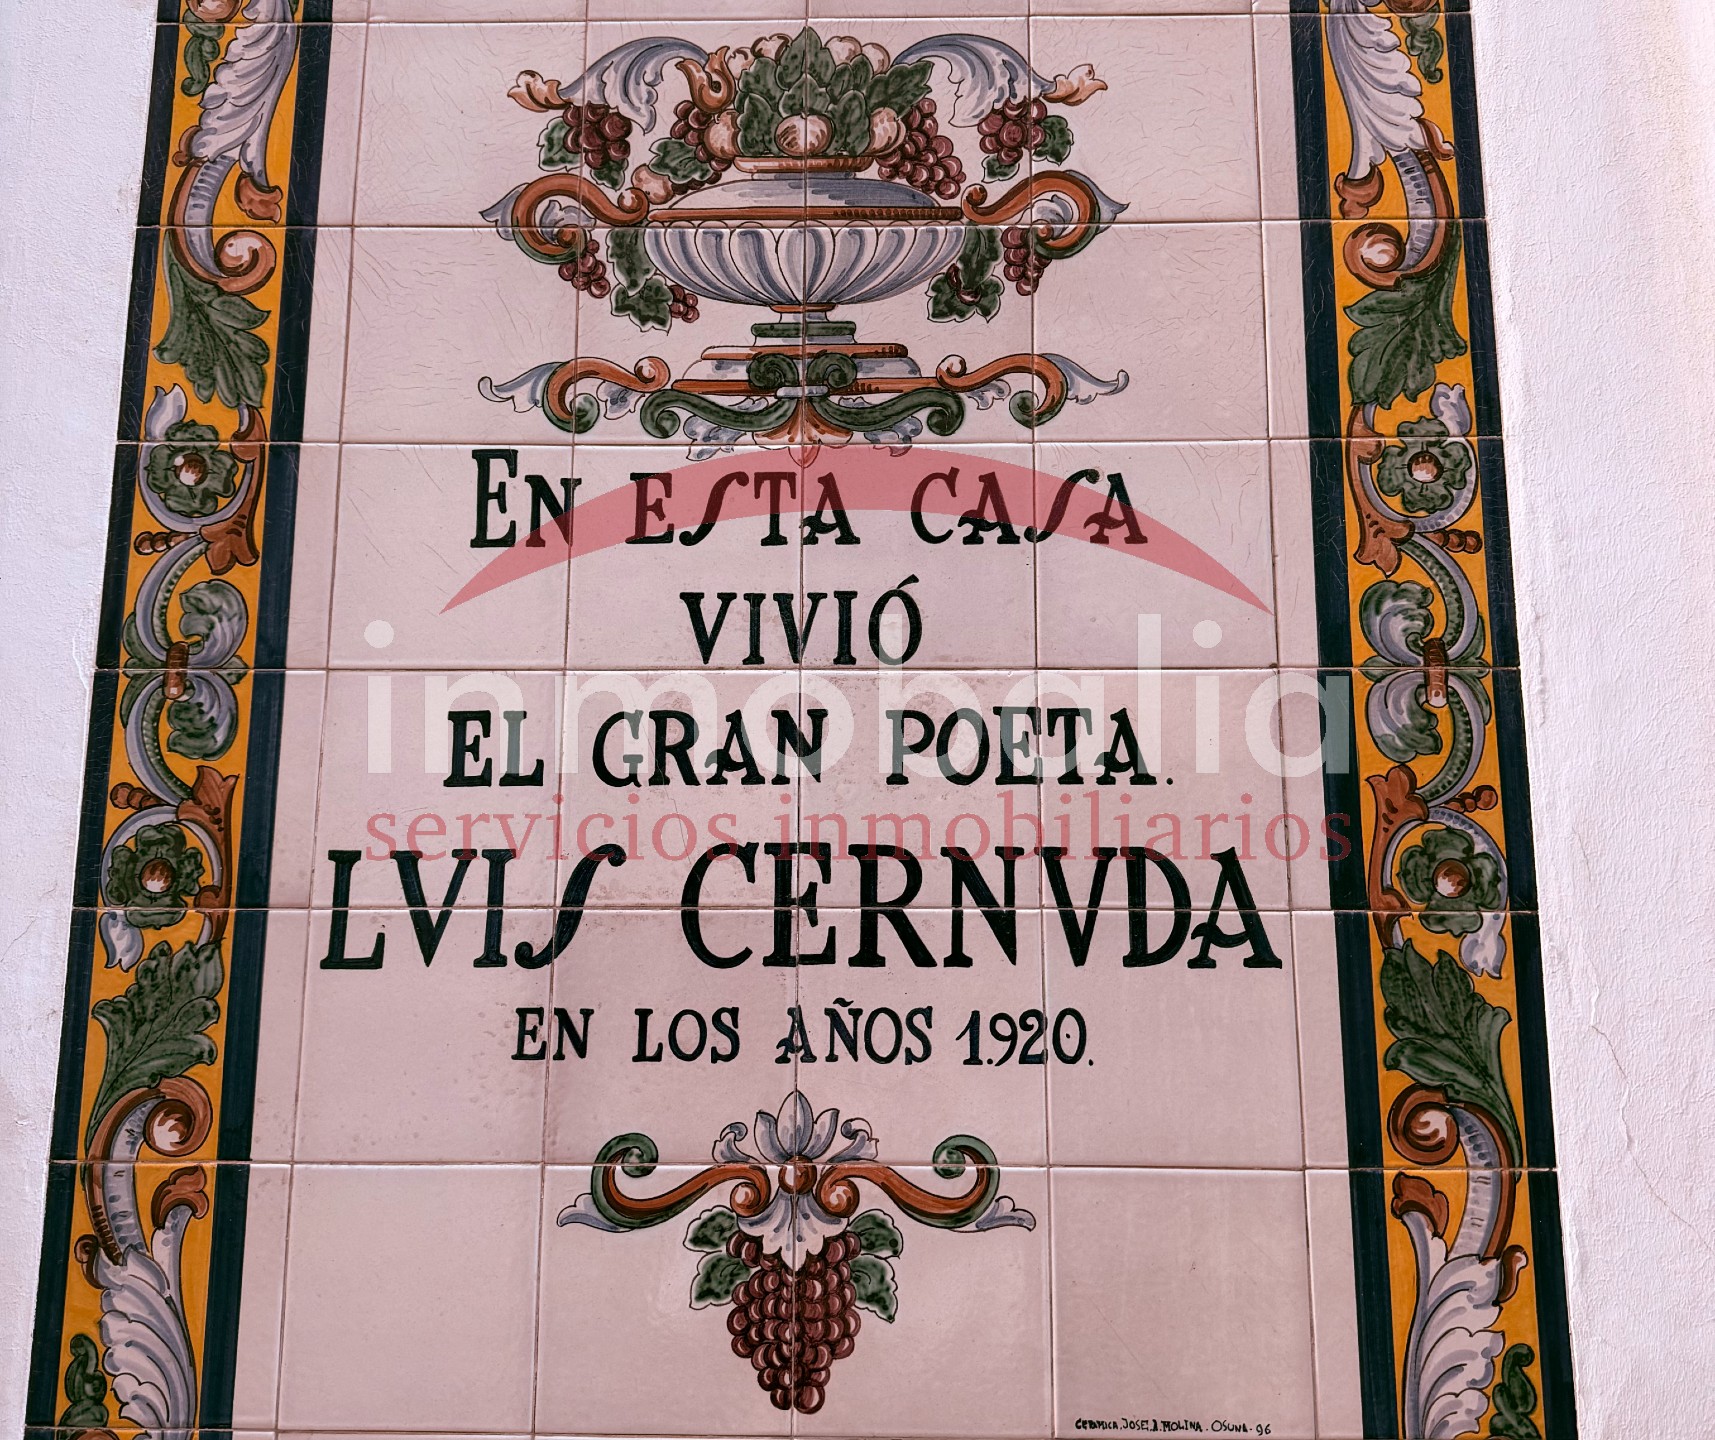 EN ESTA CASA
VIVIÓ
inmobalia
EL GRAN POETA.
servicios inmobiliarios
LVIS CERNVDA
EN LOS AÑOS 1.920.
CERAMICA. JOSE. A. MOLINA. OSUNA - 96